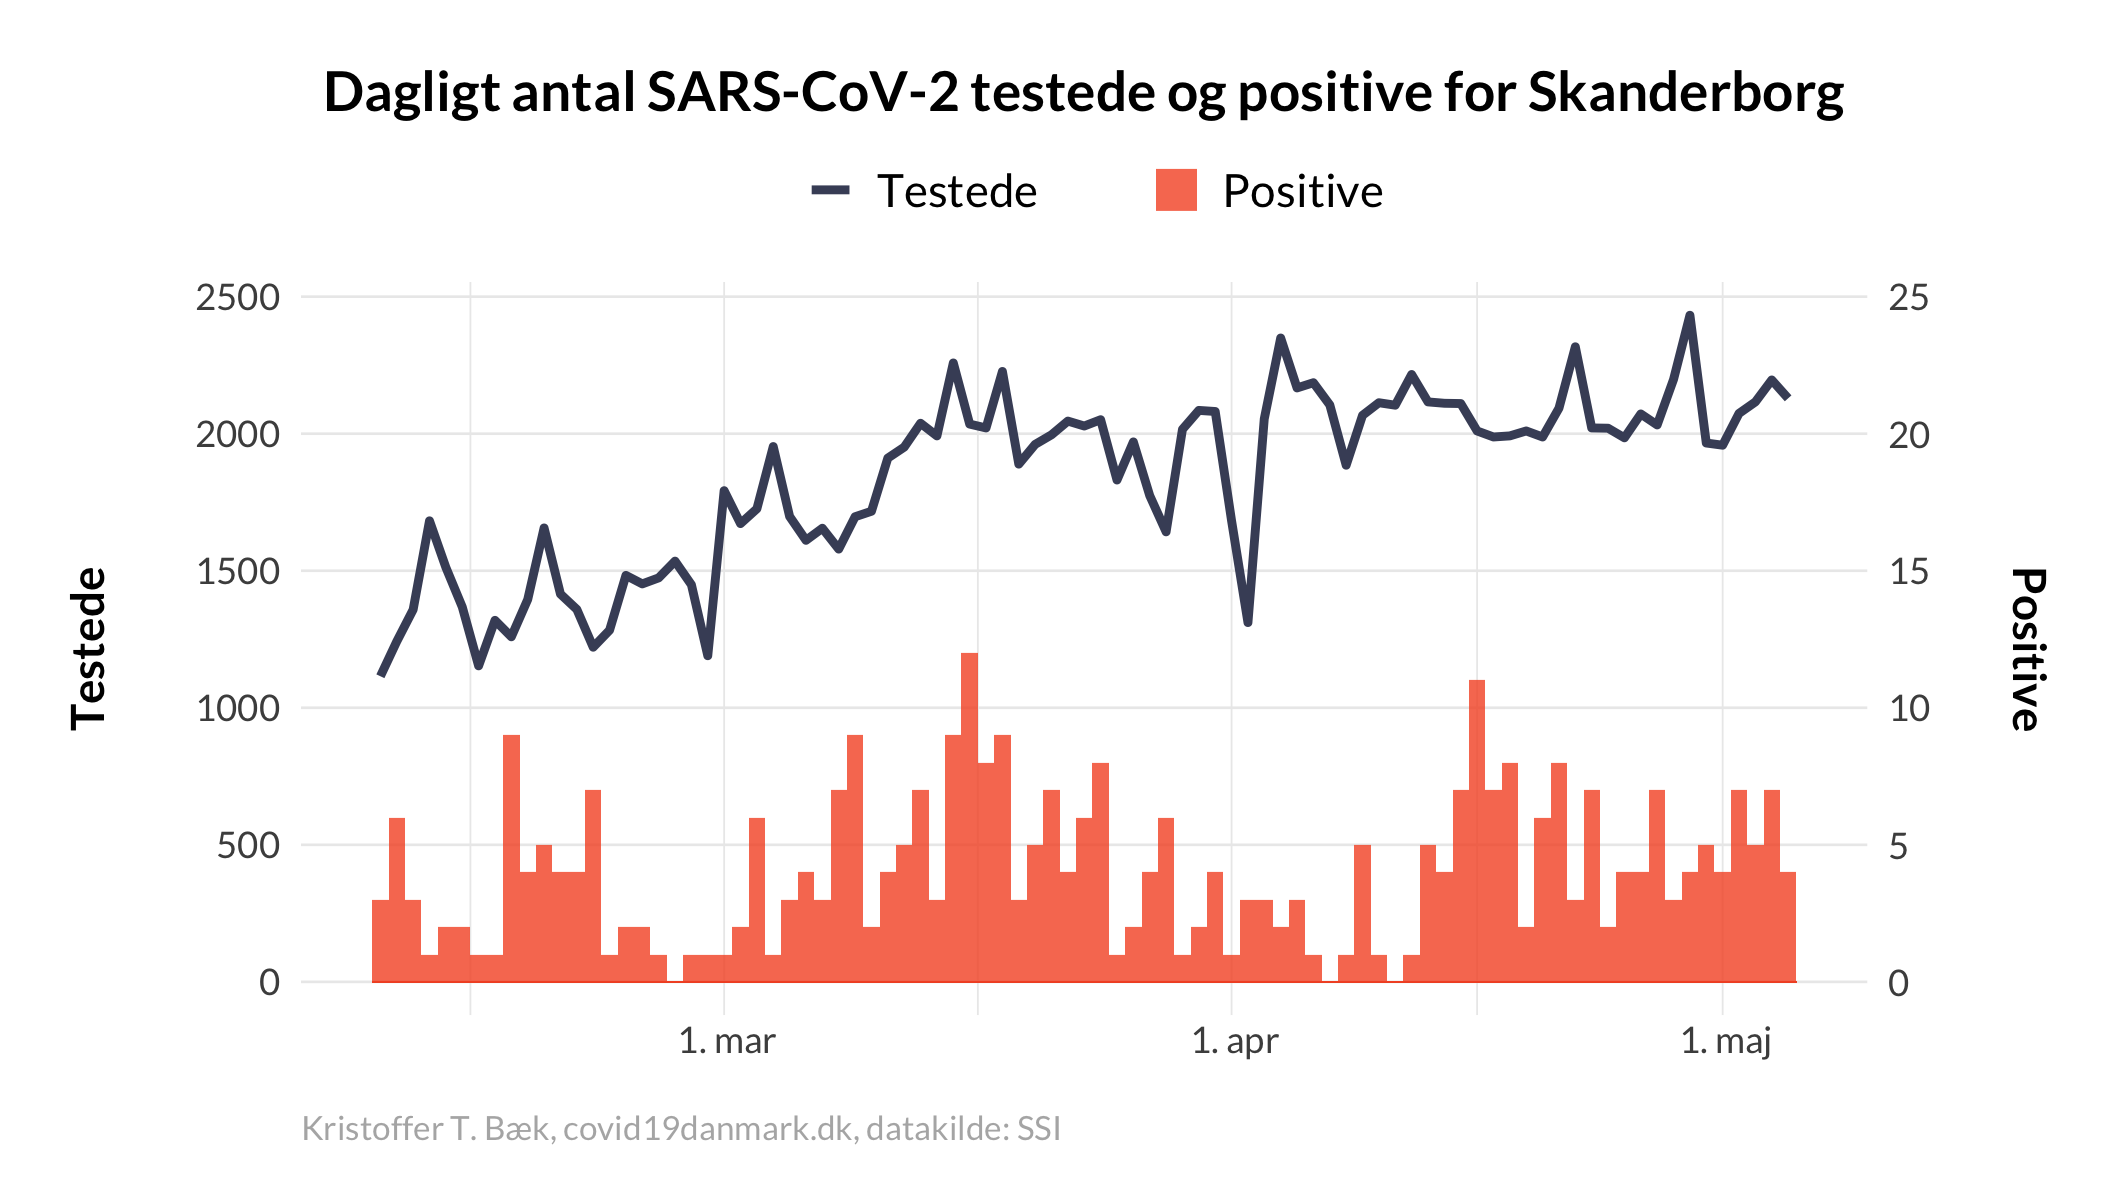 Dagligt antal SARS-CoV-2 testede og positive for Skanderborg
Testede
Positive
2500
2000
1500
1000
500
0
Testede
25
20
15
10
5
0
Positive
1. mar
1. apr
1. maj
Kristoffer T. Bæk, covid19danmark.dk, datakilde: SSI